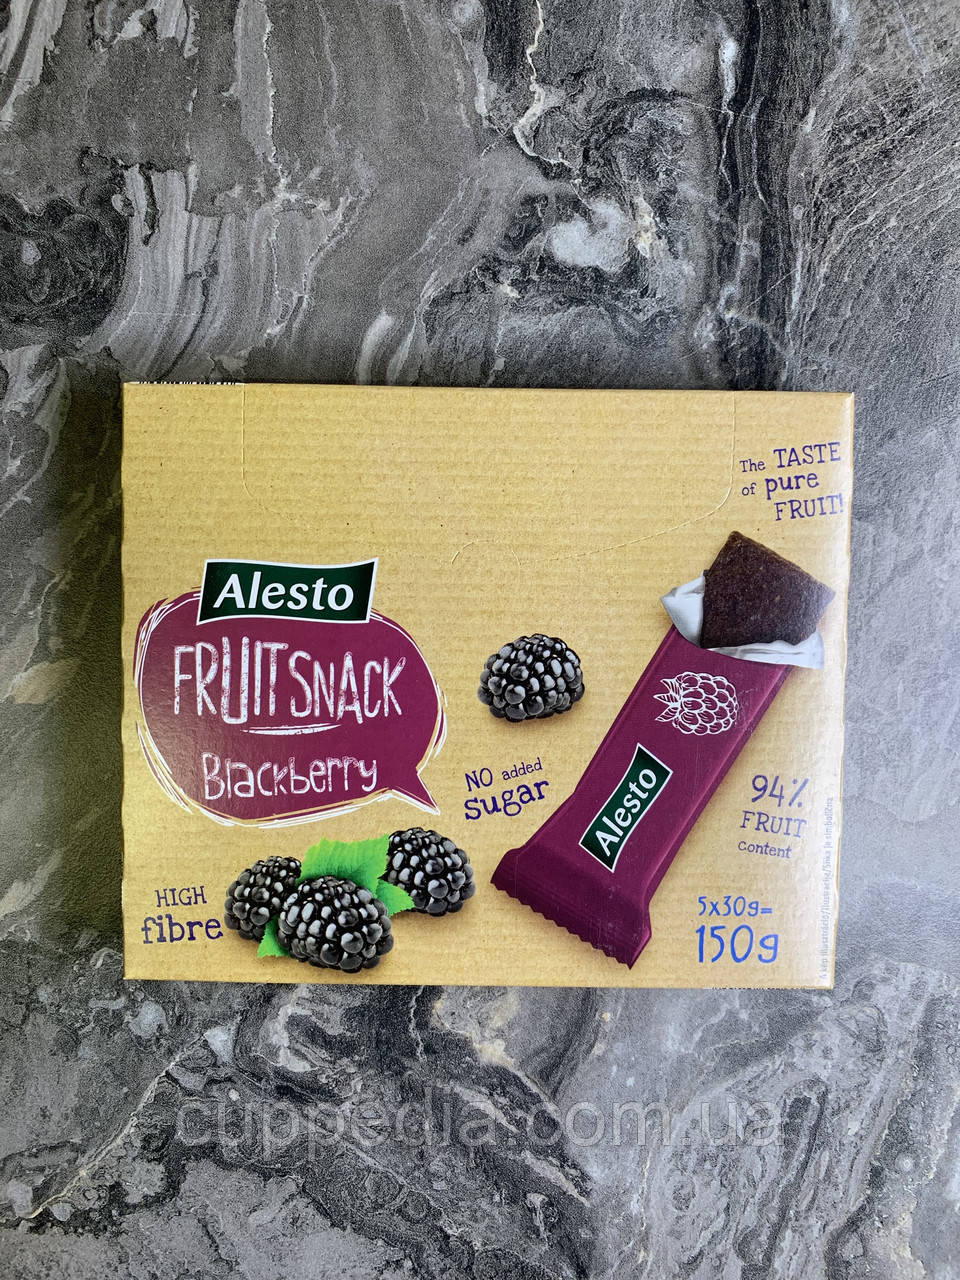 The TASTE
of pure
FRUIT!
Alesto
FRUIT SNACK
Blackberry
NO added
sugar
Alesto
94%
FRUIT
content
HIGH
fibre
5x30g=
150g
cuppedia.com.ua